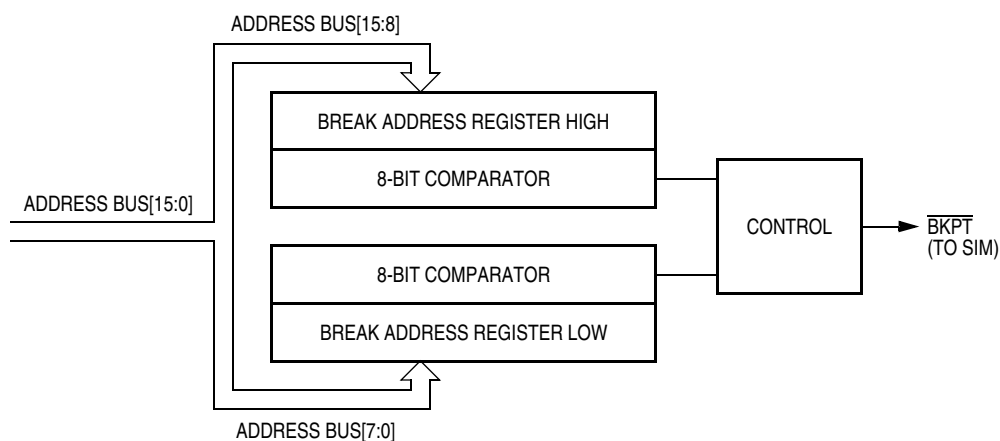 ADDRESS BUS[15:8]
BREAK ADDRESS REGISTER HIGH
8-BIT COMPARATOR
ADDRESS BUS[15:0]
CONTROL
BKPT
(TO SIM)
8-BIT COMPARATOR
BREAK ADDRESS REGISTER LOW
ADDRESS BUS[7:0]